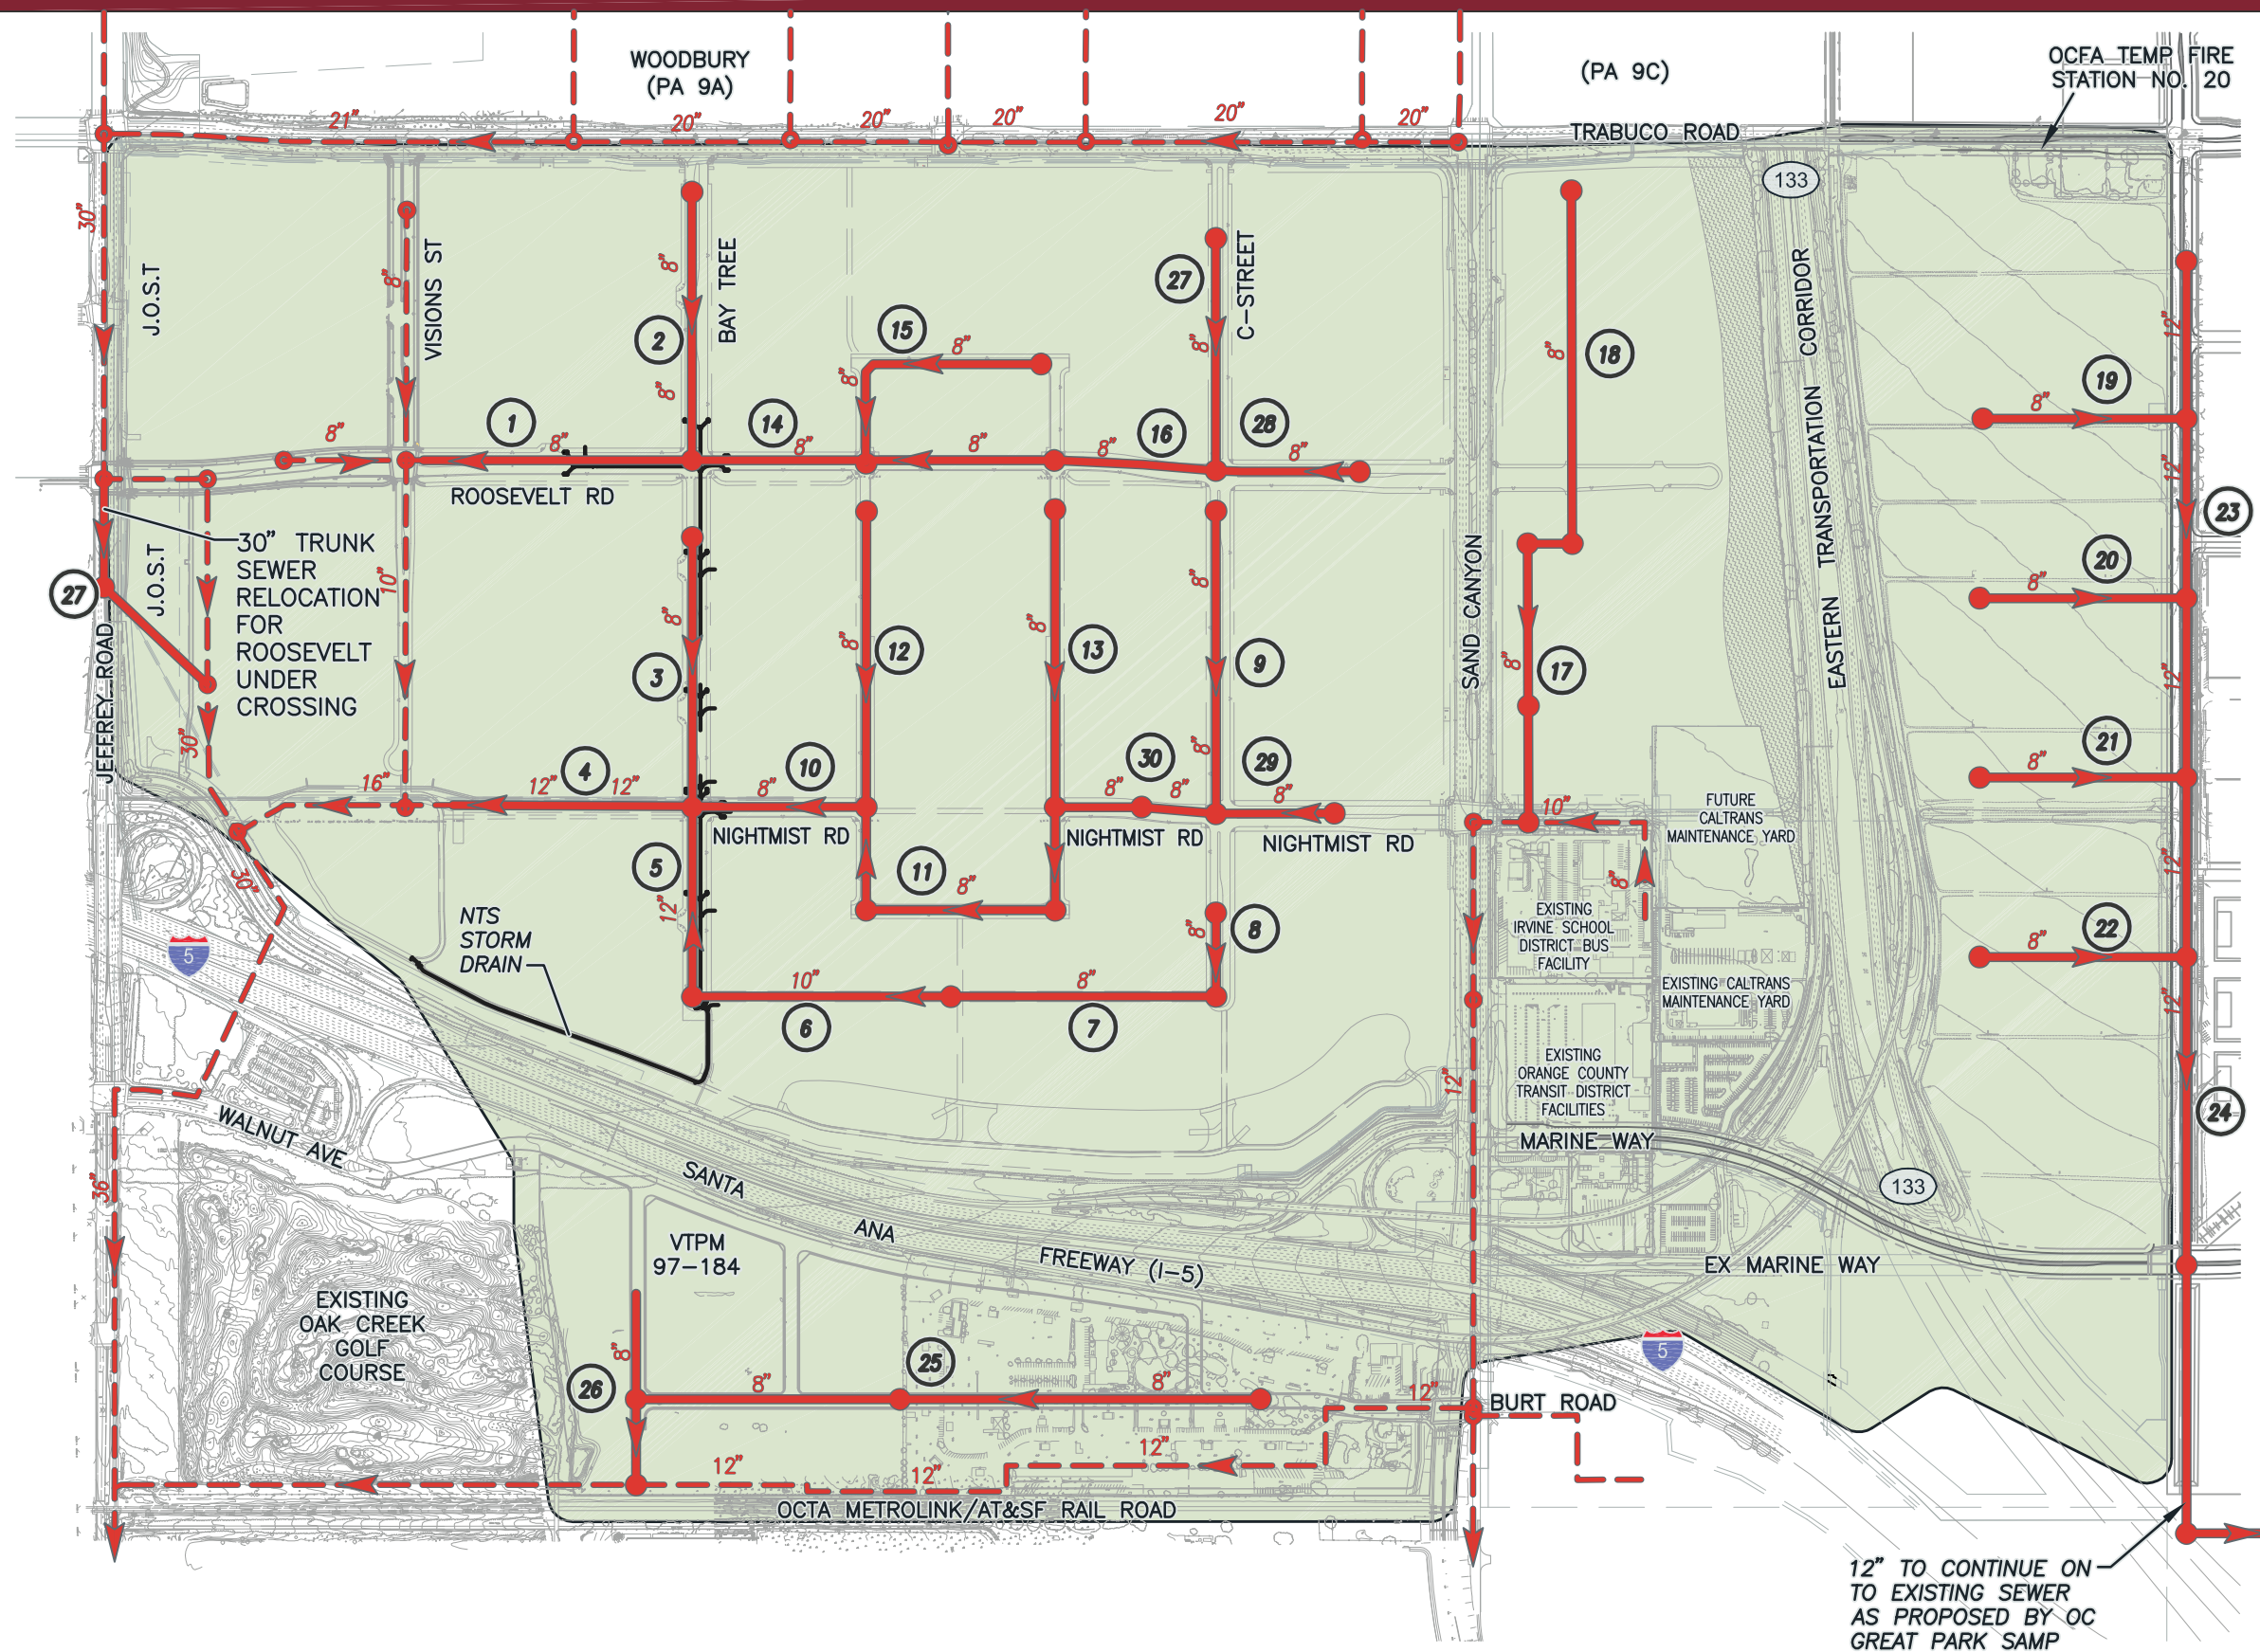 WOODBURY
(PA 9A)
(PA 9C)
OCFA TEMP FIRE
STATION NO. 20
21"
20"
20"
20"
20"
20"
TRABUCO ROAD
133
30"
J.O.S.T
8"
VISIONS ST
8"
BAY TREE
2
8"
15
8"
8"
27
C-STREET
8"
8"
18
EASTERN TRANSPORTATION CORRIDOR
12"
19
8"
8"
1
8"
14
8"
8"
16
8"
28
8"
12"
23
ROOSEVELT RD
30" TRUNK
SEWER
RELOCATION
FOR
ROOSEVELT
UNDER
CROSSING
27
J.O.S.T
JEFFREY ROAD
10"
30"
8"
3
8"
12
8"
13
8"
9
8"
SAND CANYON
8"
17
20
8"
12"
21
8"
16"
12"
4
12"
8"
10
8"
30
8"
29
8"
10"
NIGHTMIST RD
NIGHTMIST RD
NIGHTMIST RD
FUTURE
CALTRANS
MAINTENANCE YARD
12"
30"
5
12"
11
8"
8"
8
8"
EXISTING
IRVINE SCHOOL
DISTRICT BUS
FACILITY
22
8"
5
NTS
STORM
DRAIN
10"
6
8"
7
EXISTING CALTRANS
MAINTENANCE YARD
12"
EXISTING
ORANGE COUNTY
TRANSIT DISTRICT
FACILITIES
12"
24
WALNUT AVE
36"
MARINE WAY
133
SANTA ANA FREEWAY (I-5)
VTPM
97-184
EX MARINE WAY
EXISTING
OAK CREEK
GOLF
COURSE
8"
26
8"
25
8"
12"
BURT ROAD
5
12"
12"
12"
OCTA METROLINK/AT&SF RAIL ROAD
12" TO CONTINUE ON
TO EXISTING SEWER
AS PROPOSED BY OC
GREAT PARK SAMP